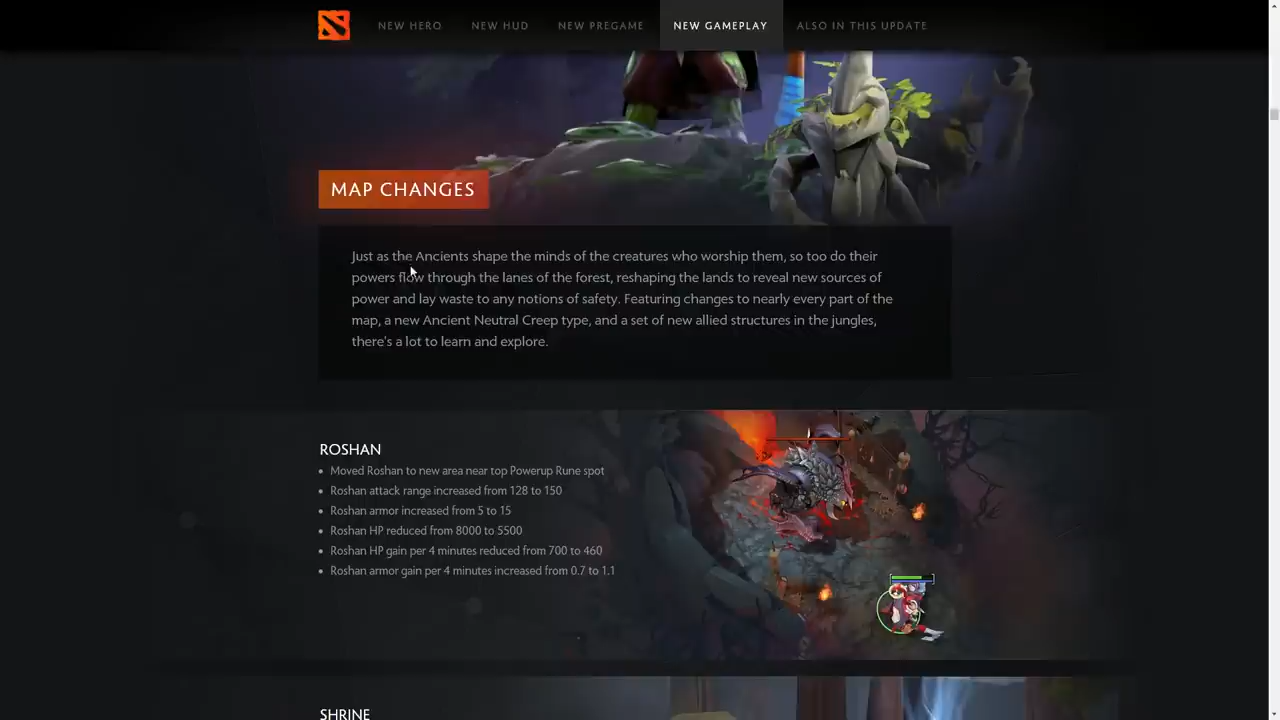 NEW HERO
NEW HUD
NEW PREGAME
NEW GAMEPLAY
ALSO IN THIS UPDATE
MAP CHANGES
Just as the Ancients shape the minds of the creatures who worship them, so too do their
powers flow through the lanes of the forest, reshaping the lands to reveal new sources of
power and lay waste to any notions of safety. Featuring changes to nearly every part of the
map, a new Ancient Neutral Creep type, and a set of new allied structures in the jungles,
there's a lot to learn and explore.
ROSHAN
• Moved Roshan to new area near top Powerup Rune spot
• Roshan attack range increased from 128 to 150
• Roshan armor increased from 5 to 15
• Roshan HP reduced from 8000 to 5500
• Roshan HP gain per 4 minutes reduced from 700 to 460
• Roshan armor gain per 4 minutes increased from 0.7 to 1.1
SHRINE